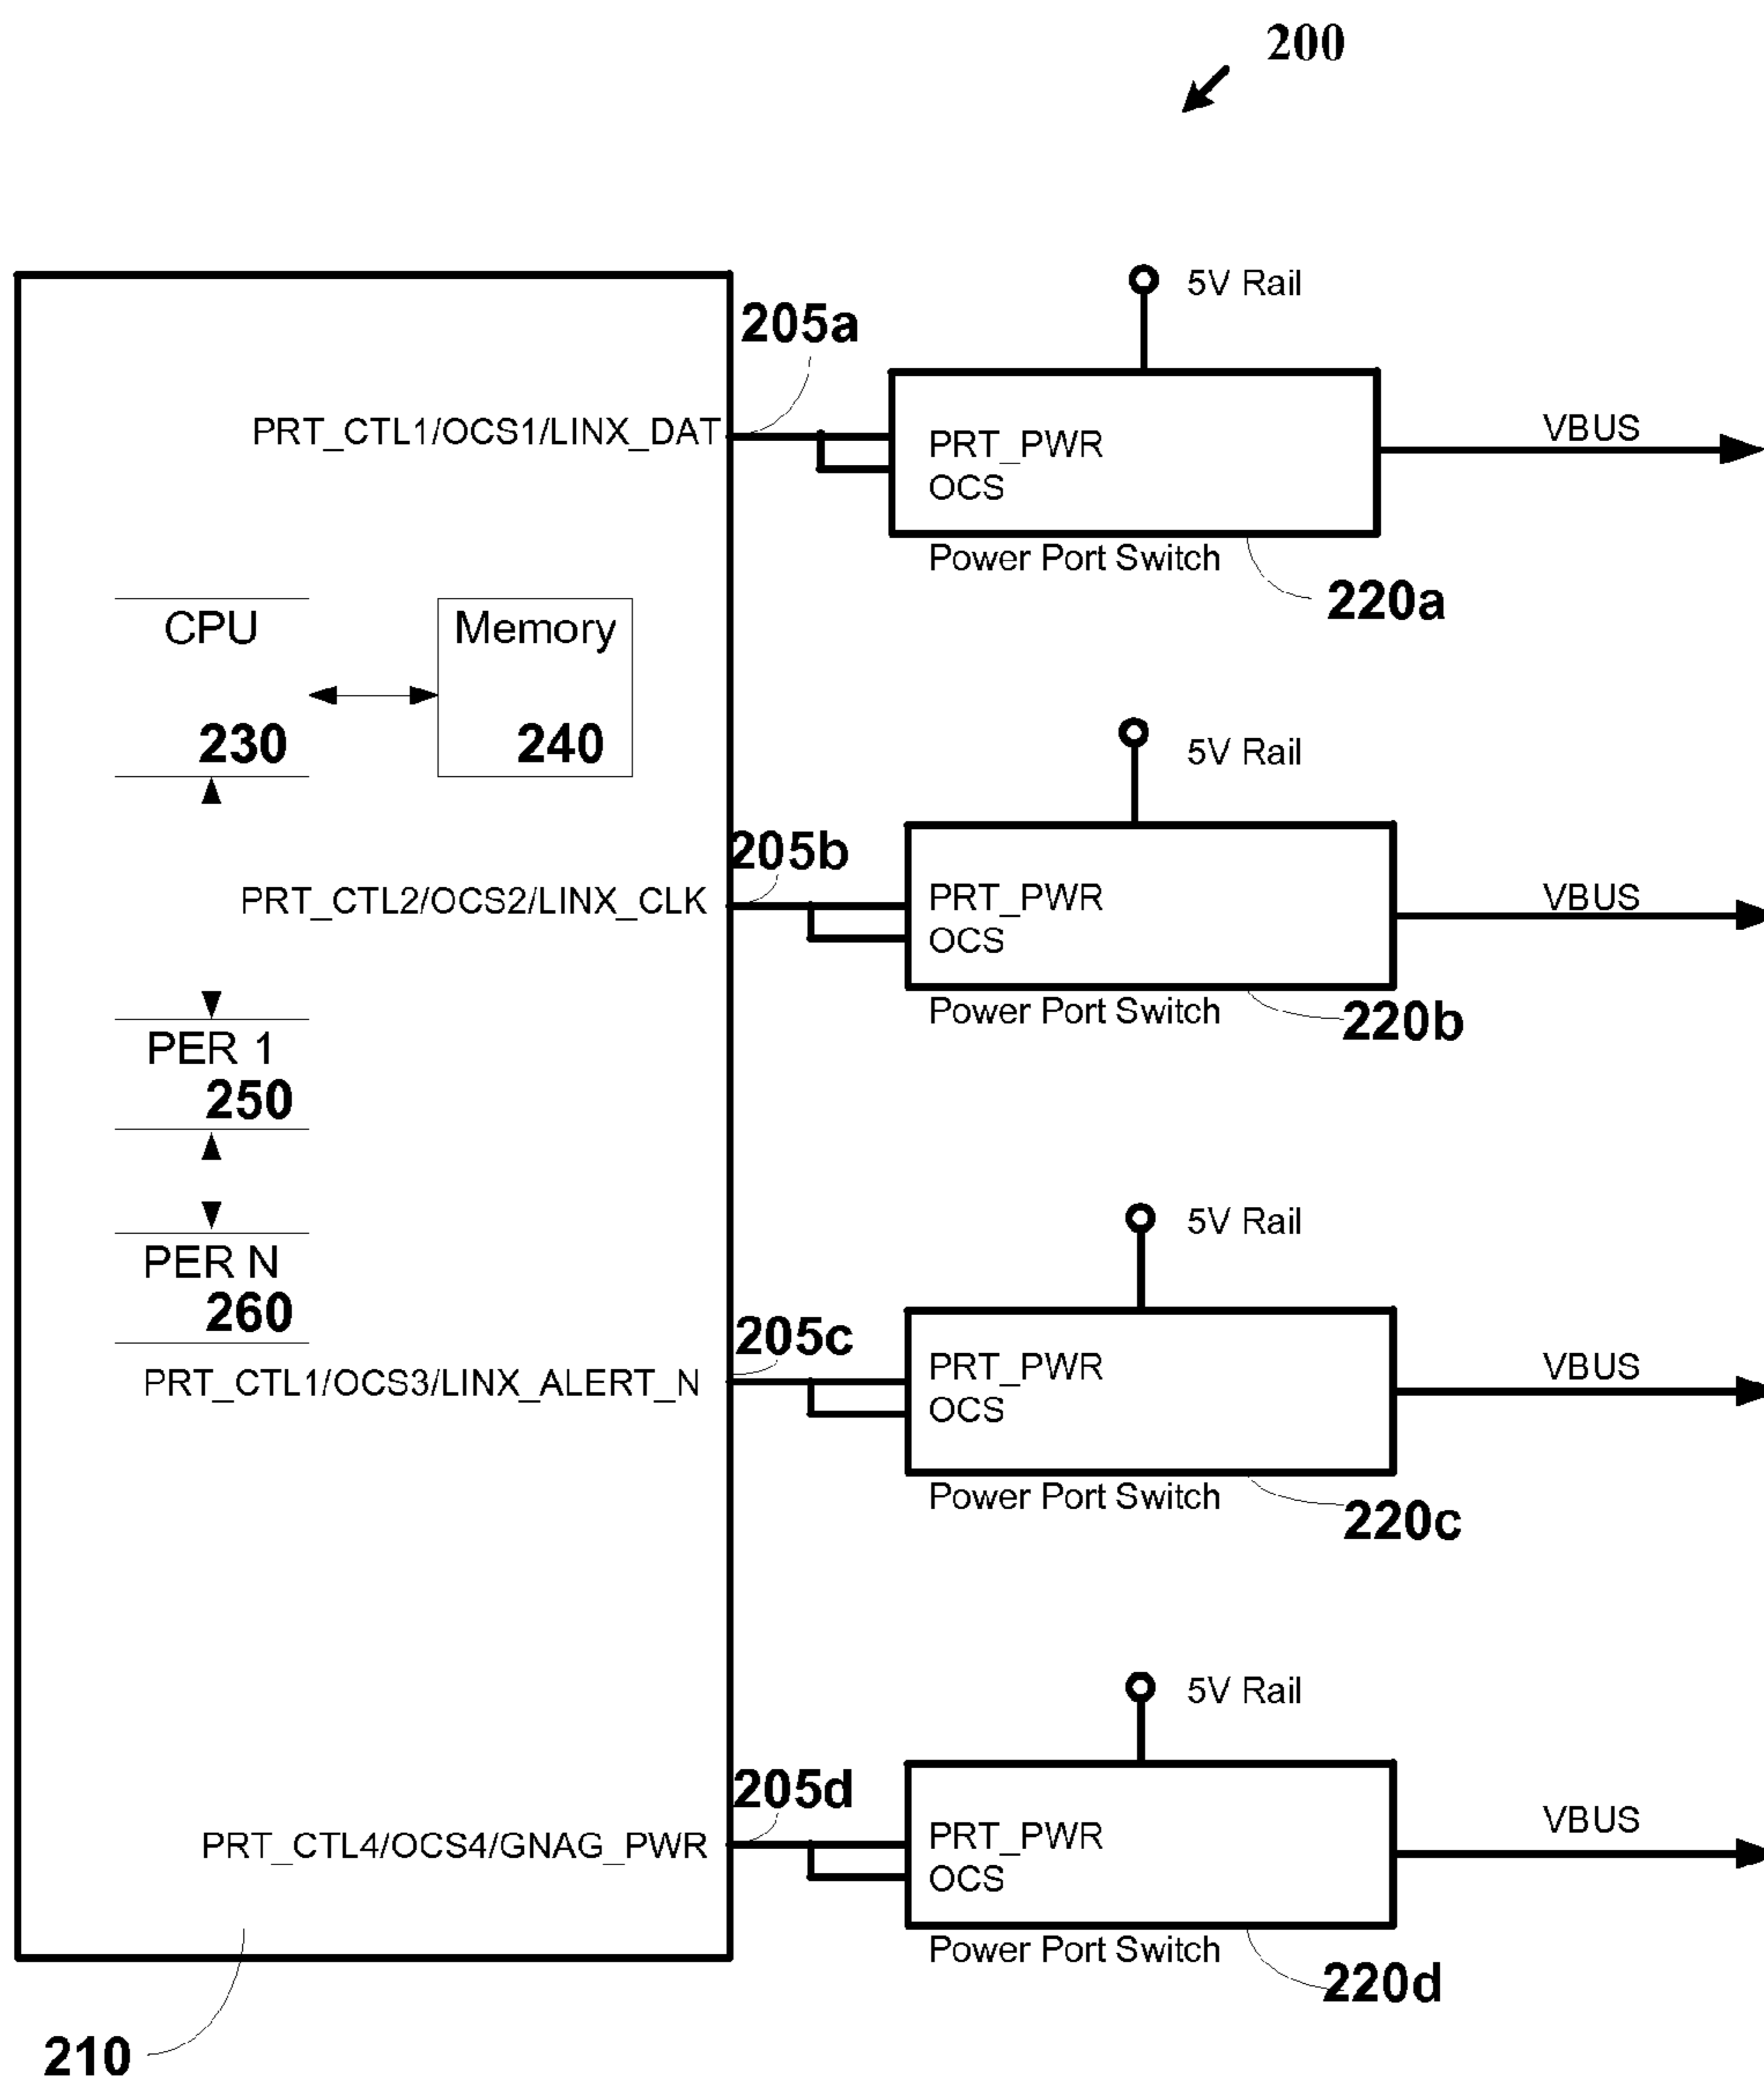 200
5V Rail
205a
PRT_CTL1/OCS1/LINX_DAT
PRT_PWR
OCS
VBUS
Power Port Switch
220a
CPU
230
Memory
240
5V Rail
205b
PRT_CTL2/OCS2/LINX_CLK
PRT_PWR
OCS
VBUS
Power Port Switch
220b
PER 1
250
PER N
260
5V Rail
205c
PRT_CTL1/OCS3/LINX_ALERT_N
PRT_PWR
OCS
VBUS
Power Port Switch
220c
5V Rail
205d
PRT_CTL4/OCS4/GNAG_PWR
PRT_PWR
OCS
VBUS
Power Port Switch
220d
210